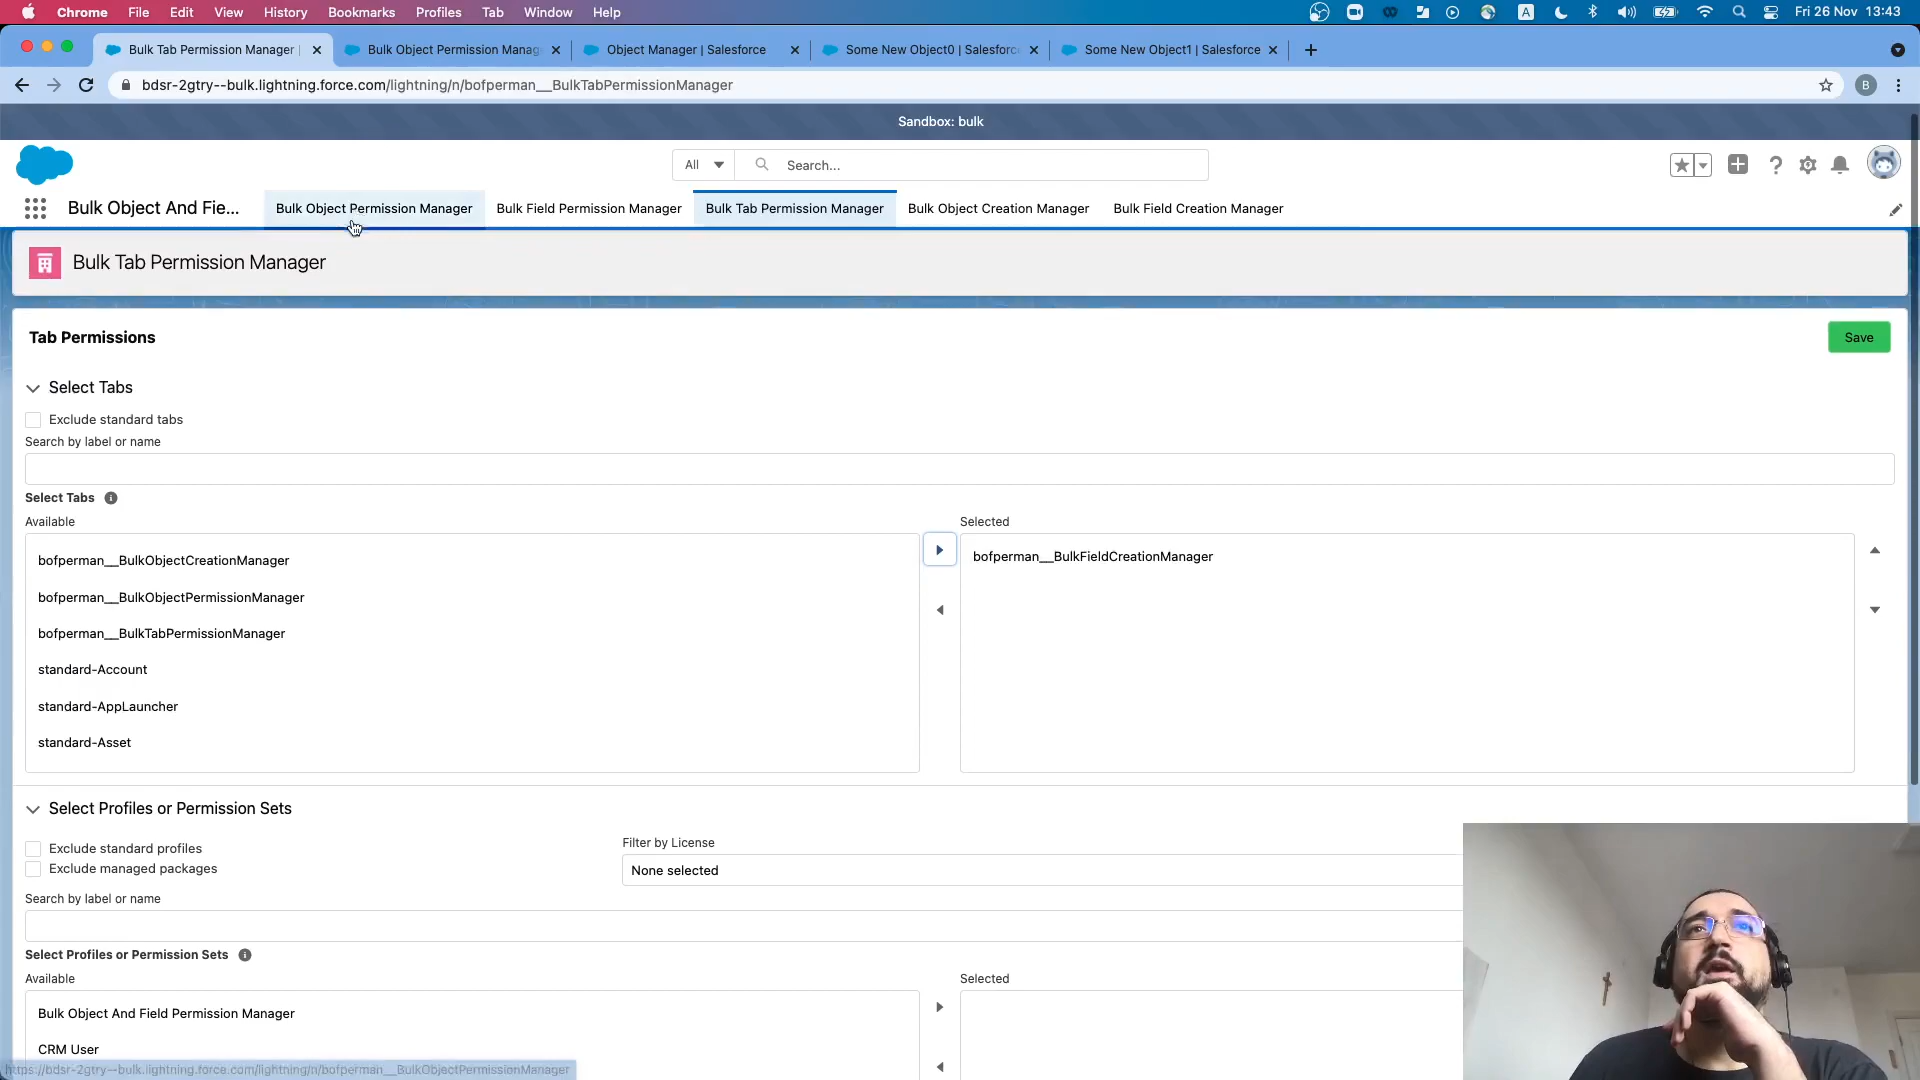 Chrome File Edit View History Bookmarks Profiles Tab Window Help A Fri 26 Nov 13:43
Bulk Tab Permission Manager | Bulk Object Permission Manag Object Manager | Salesforce Some New Object0 | Salesforc Some New Object1 | Salesforce
bdsr-2gtry--bulk.lightning.force.com/lightning/n/bofperman__BulkTabPermissionManager B
Sandbox: bulk
All Search...
Bulk Object And Fie... Bulk Object Permission Manager Bulk Field Permission Manager Bulk Tab Permission Manager Bulk Object Creation Manager Bulk Field Creation Manager
Bulk Tab Permission Manager
Tab Permissions Save
Select Tabs
Exclude standard tabs
Search by label or name
Select Tabs
Available Selected
bofperman__BulkObjectCreationManager bofperman__BulkFieldCreationManager
bofperman__BulkObjectPermissionManager
bofperman__BulkTabPermissionManager
standard-Account
standard-AppLauncher
standard-Asset
Select Profiles or Permission Sets
Exclude standard profiles Filter by License
Exclude managed packages None selected
Search by label or name
Select Profiles or Permission Sets
Available Selected
Bulk Object And Field Permission Manager
CRM User
https://bdsr-2gtry--bulk.lightning.force.com/lightning/n/bofperman__BulkObjectPermissionManager